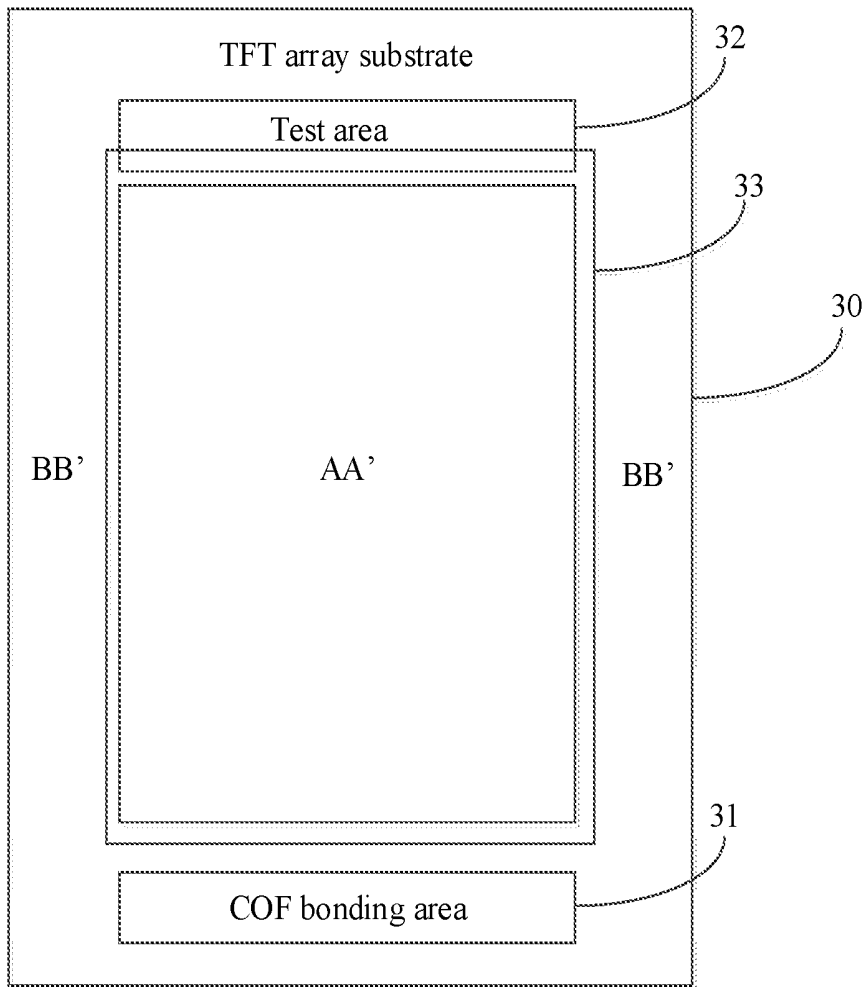 TFT array substrate
32
Test area
33
30
BB’
AA’
BB’
31
COF bonding area